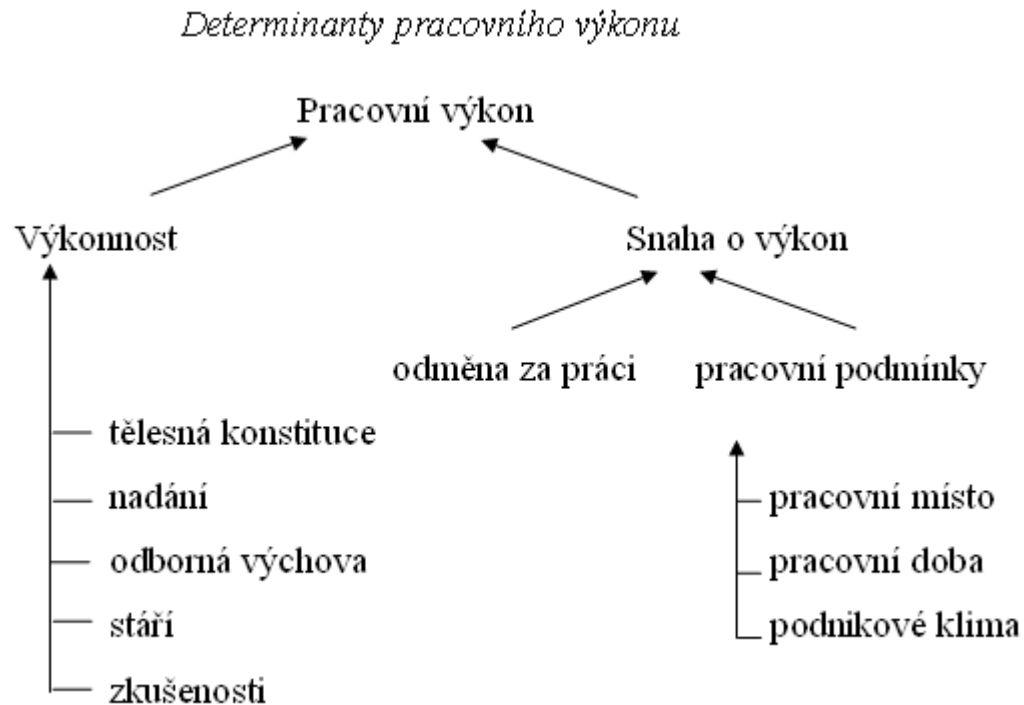 Determinanty pracovního výkonu
Pracovní výkon
Výkonnost
Snaha o výkon
odměna za práci
pracovní podmínky
tělesná konstituce
nadání
odborná výchova
stáří
zkušenosti
pracovní místo
pracovní doba
podnikové klima